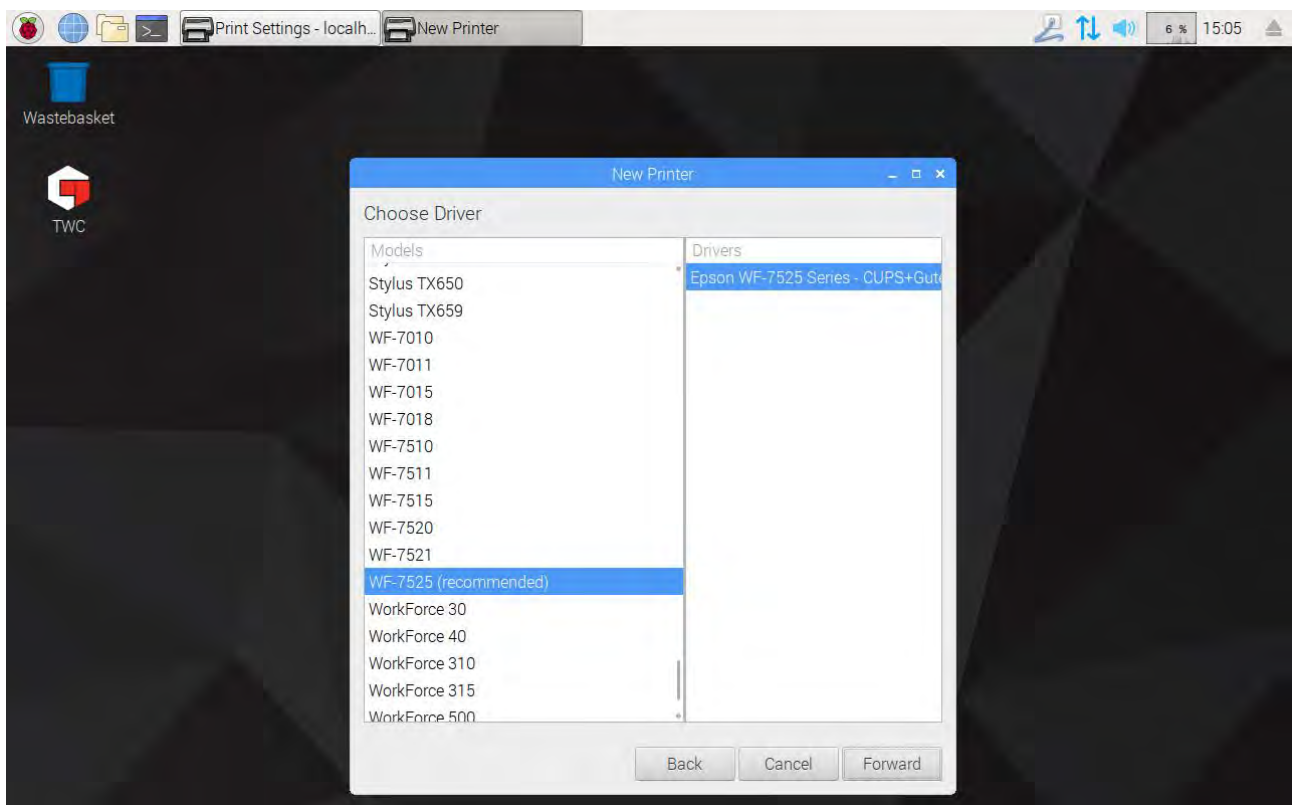 Print Settings - localh...
New Printer
6 %
15:05
Wastebasket
TWC
New Printer
Choose Driver
Models
Drivers
Stylus TX650
Epson WF-7525 Series - CUPS+Gute
Stylus TX659
WF-7010
WF-7011
WF-7015
WF-7018
WF-7510
WF-7511
WF-7515
WF-7520
WF-7521
WF-7525 (recommended)
WorkForce 30
WorkForce 40
WorkForce 310
WorkForce 315
WorkForce 500
Back
Cancel
Forward